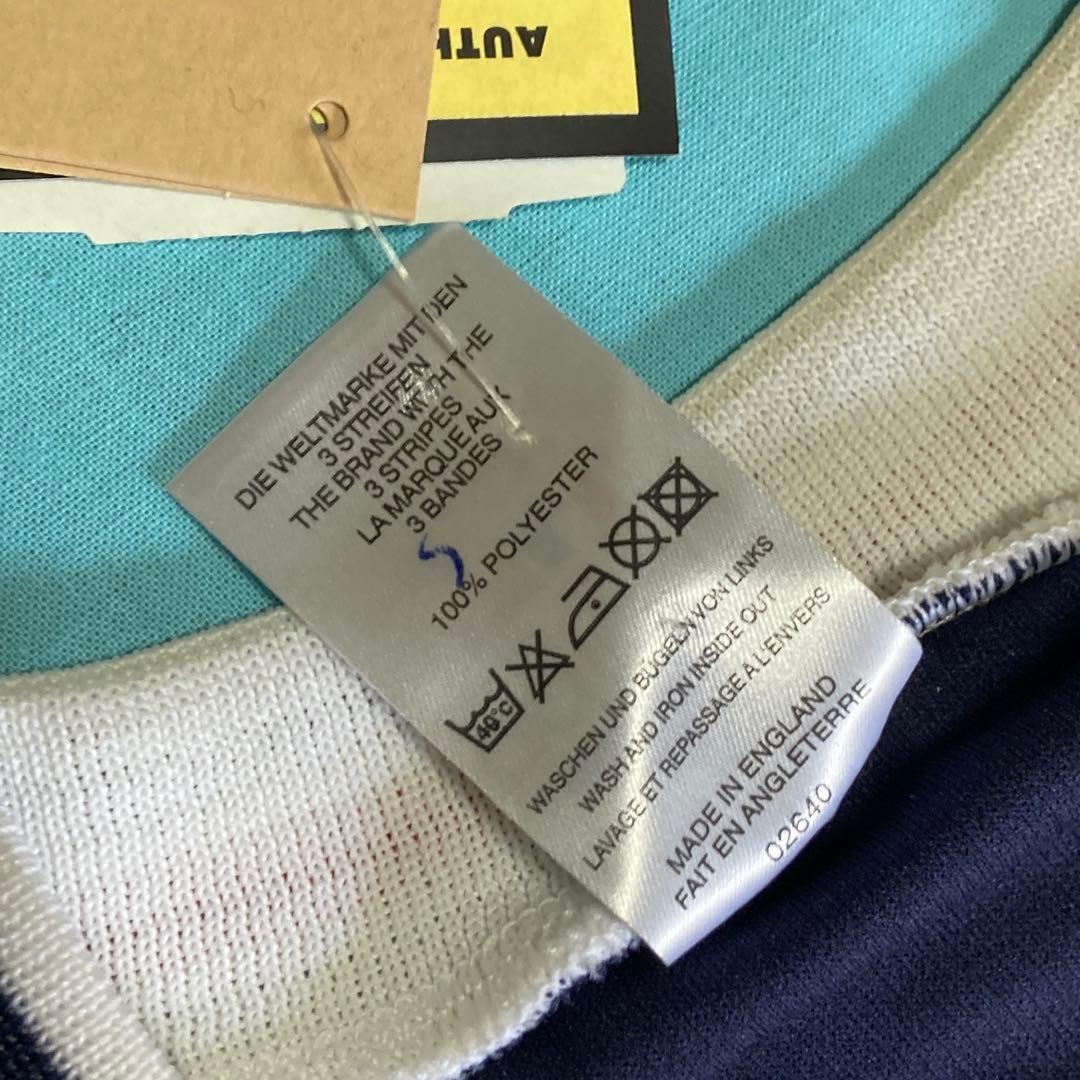 DIE WELTMARKE MIT DEN
3 STREIFEN
THE BRAND WITH THE
3 STRIPES
LA MARQUE AUX
3 BANDES
100% POLYESTER
40°C
WASCHEN UND BÜGELN VON LINKS
WASH AND IRON INSIDE OUT
LAVAGE ET REPASSAGE A L'ENVERS
MADE IN ENGLAND
FAIT EN ANGLETERRE
02640